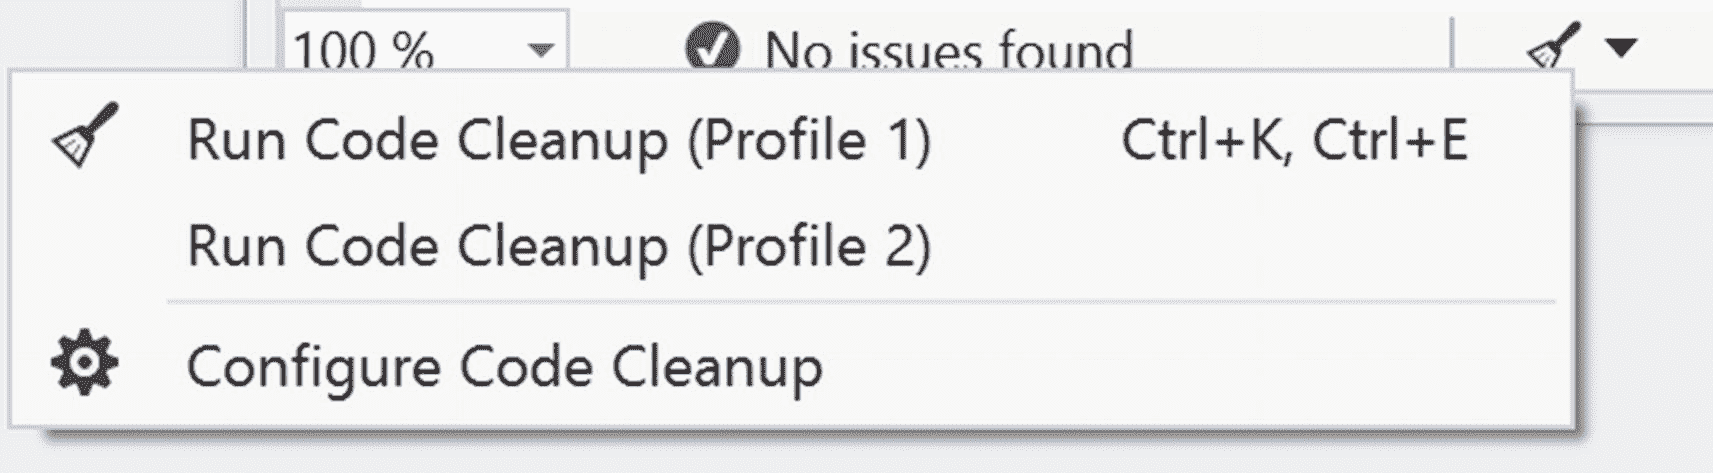 100 %
No issues found
Run Code Cleanup (Profile 1) Ctrl+K, Ctrl+E
Run Code Cleanup (Profile 2)
Configure Code Cleanup